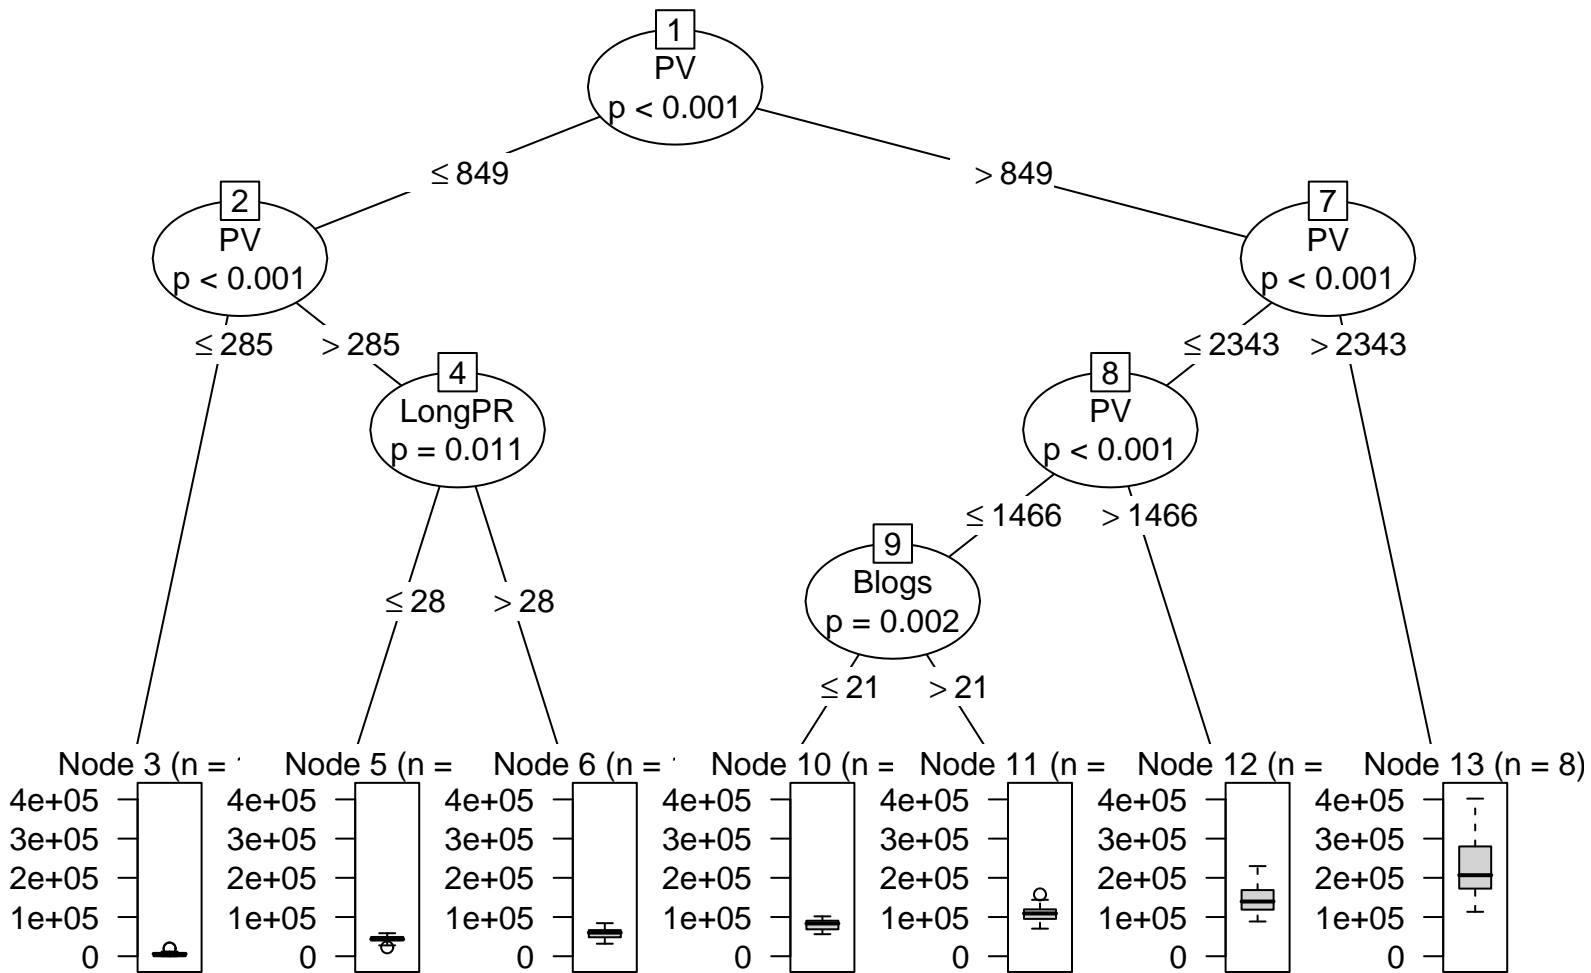 1
PV
p < 0.001
≤ 849
> 849
2
PV
p < 0.001
7
PV
p < 0.001
≤ 285
> 285
≤ 2343
> 2343
4
LongPR
p = 0.011
8
PV
p < 0.001
≤ 1466
> 1466
9
Blogs
p = 0.002
≤ 28
> 28
≤ 21
> 21
Node 3 (n =
Node 5 (n =
Node 6 (n =
Node 10 (n =
Node 11 (n =
Node 12 (n =
Node 13 (n = 8)
4e+05 4e+05 4e+05 4e+05 4e+05 4e+05 4e+05
3e+05 3e+05 3e+05 3e+05 3e+05 3e+05 3e+05
2e+05 2e+05 2e+05 2e+05 2e+05 2e+05 2e+05
1e+05 1e+05 1e+05 1e+05 1e+05 1e+05 1e+05
0 0 0 0 0 0 0